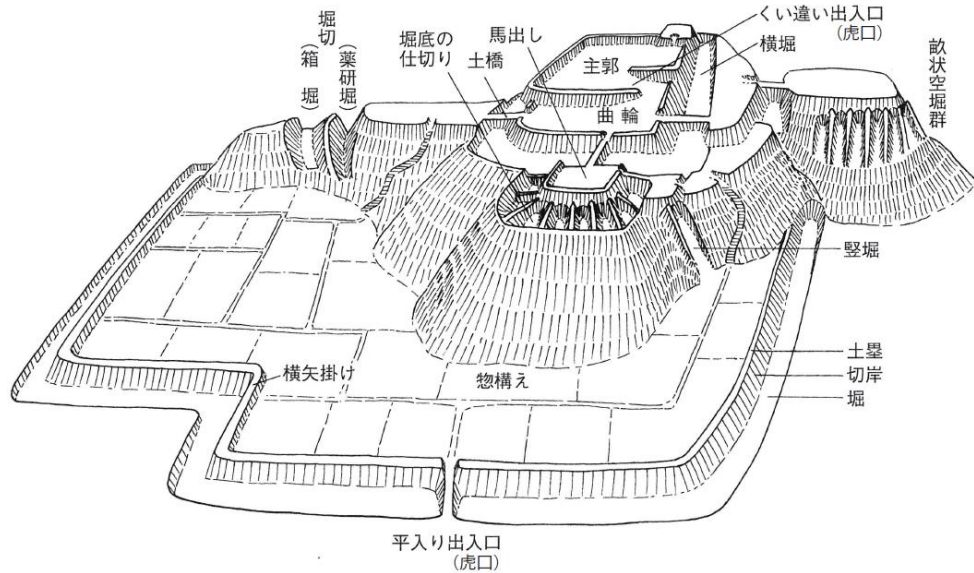 堀切
(箱 堀)
(薬研堀)
堀底の
仕切り
土橋
馬出し
くい違い出入口
(虎口)
横堀
主郭
曲輪
畝状空堀群
竪堀
土塁
切岸
堀
横矢掛け
惣構え
平入り出入口
(虎口)